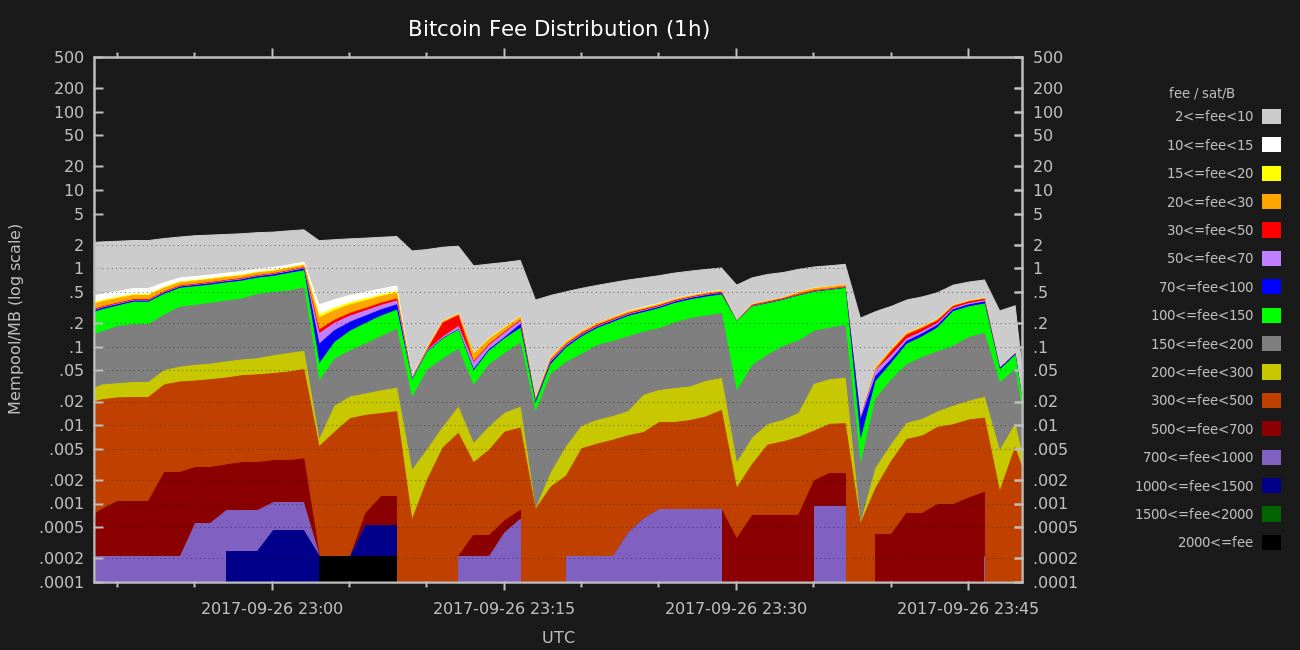 Bitcoin Fee Distribution (1h)
Mempool/MB (log scale)
500
200
100
50
20
10
5
2
1
.5
.2
.1
.05
.02
.01
.005
.002
.001
.0005
.0002
.0001
500
200
100
50
20
10
5
2
1
.5
.2
.1
.05
.02
.01
.005
.002
.001
.0005
.0002
.0001
2017-09-26 23:00
2017-09-26 23:15
2017-09-26 23:30
2017-09-26 23:45
UTC
fee / sat/B
2<=fee<10
10<=fee<15
15<=fee<20
20<=fee<30
30<=fee<50
50<=fee<70
70<=fee<100
100<=fee<150
150<=fee<200
200<=fee<300
300<=fee<500
500<=fee<700
700<=fee<1000
1000<=fee<1500
1500<=fee<2000
2000<=fee